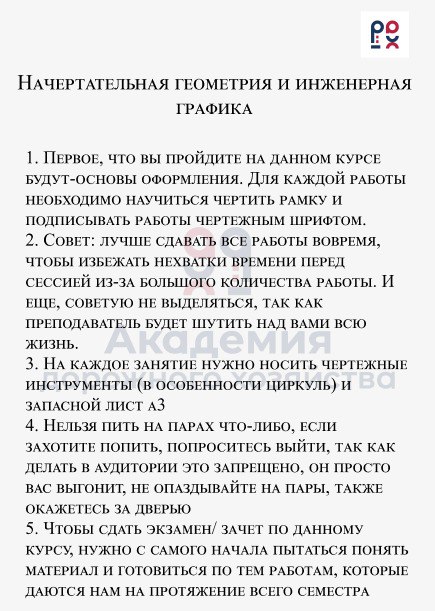 Начертательная геометрия и инженерная
графика
1. Первое, что вы пройдите на данном курсе
будут-основы оформления. Для каждой работы
необходимо научиться чертить рамку и
подписывать работы чертежным шрифтом.
2. Совет: лучше сдавать все работы вовремя,
чтобы избежать нехватки времени перед
сессией из-за большого количества работы. И
еще, советую не выделяться, так как
преподаватель будет шутить над вами всю
жизнь.
Академия
3. На каждое занятие нужно носить чертежные
инструменты (в особенности циркуль) и
дорожного хозяйства
запасной лист а3
4. Нельзя пить на парах что-либо, если
захотите попить, попроситесь выйти, так как
делать в аудитории это запрещено, он просто
вас выгонит, не опаздывайте на пары, также
окажетесь за дверью
5. Чтобы сдать экзамен/ зачет по данному
курсу, нужно с самого начала пытаться понять
материал и готовиться по тем работам, которые
даются нам на протяжение всего семестра